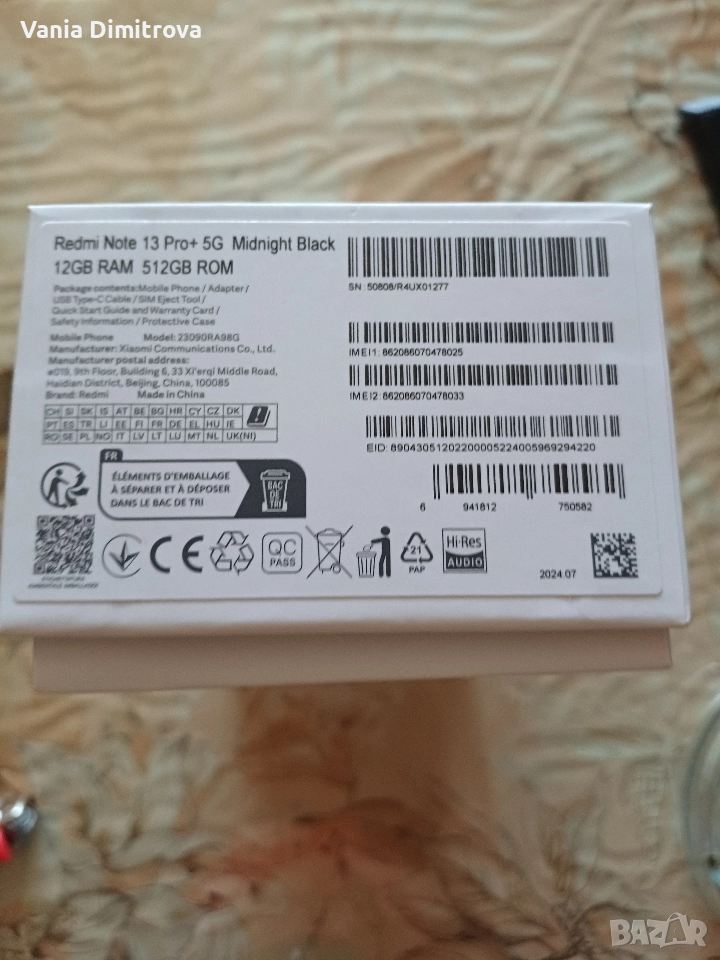 Vania Dimitrova
Redmi Note 13 Pro+ 5G Midnight Black
12GB RAM 512GB ROM
Package contents:Mobile Phone / Adapter /
USB Type-C Cable / SIM Eject Tool /
Quick Start Guide and Warranty Card /
Safety Information / Protective Case
Mobile Phone Model: 23090RA98G
Manufacturer: Xiaomi Communications Co., Ltd.
Manufacturer postal address:
#019, 9th Floor, Building 6, 33 Xi'erqi Middle Road,
Haidian District, Beijing, China, 100085
Brand: Redmi Made in China
CH SI SK IS AT BE BG HR CY CZ DK
PT ES TR LI EE FI FR DE EL HU IE
RO SE PL NO IT LV LT LU MT NL UK(NI)
SN: 50808/R4UX01277
IMEI1: 862086070478025
IMEI2: 862086070478033
EID: 89043051202200005224005969294220
6 941812 750582
FR
ÉLÉMENTS D'EMBALLAGE
À SÉPARER ET À DÉPOSER
DANS LE BAC DE TRI
BAC
DE
TRI
CE
QC
PASS
21
PAP
Hi-Res
AUDIO
2024.07
BAZAR